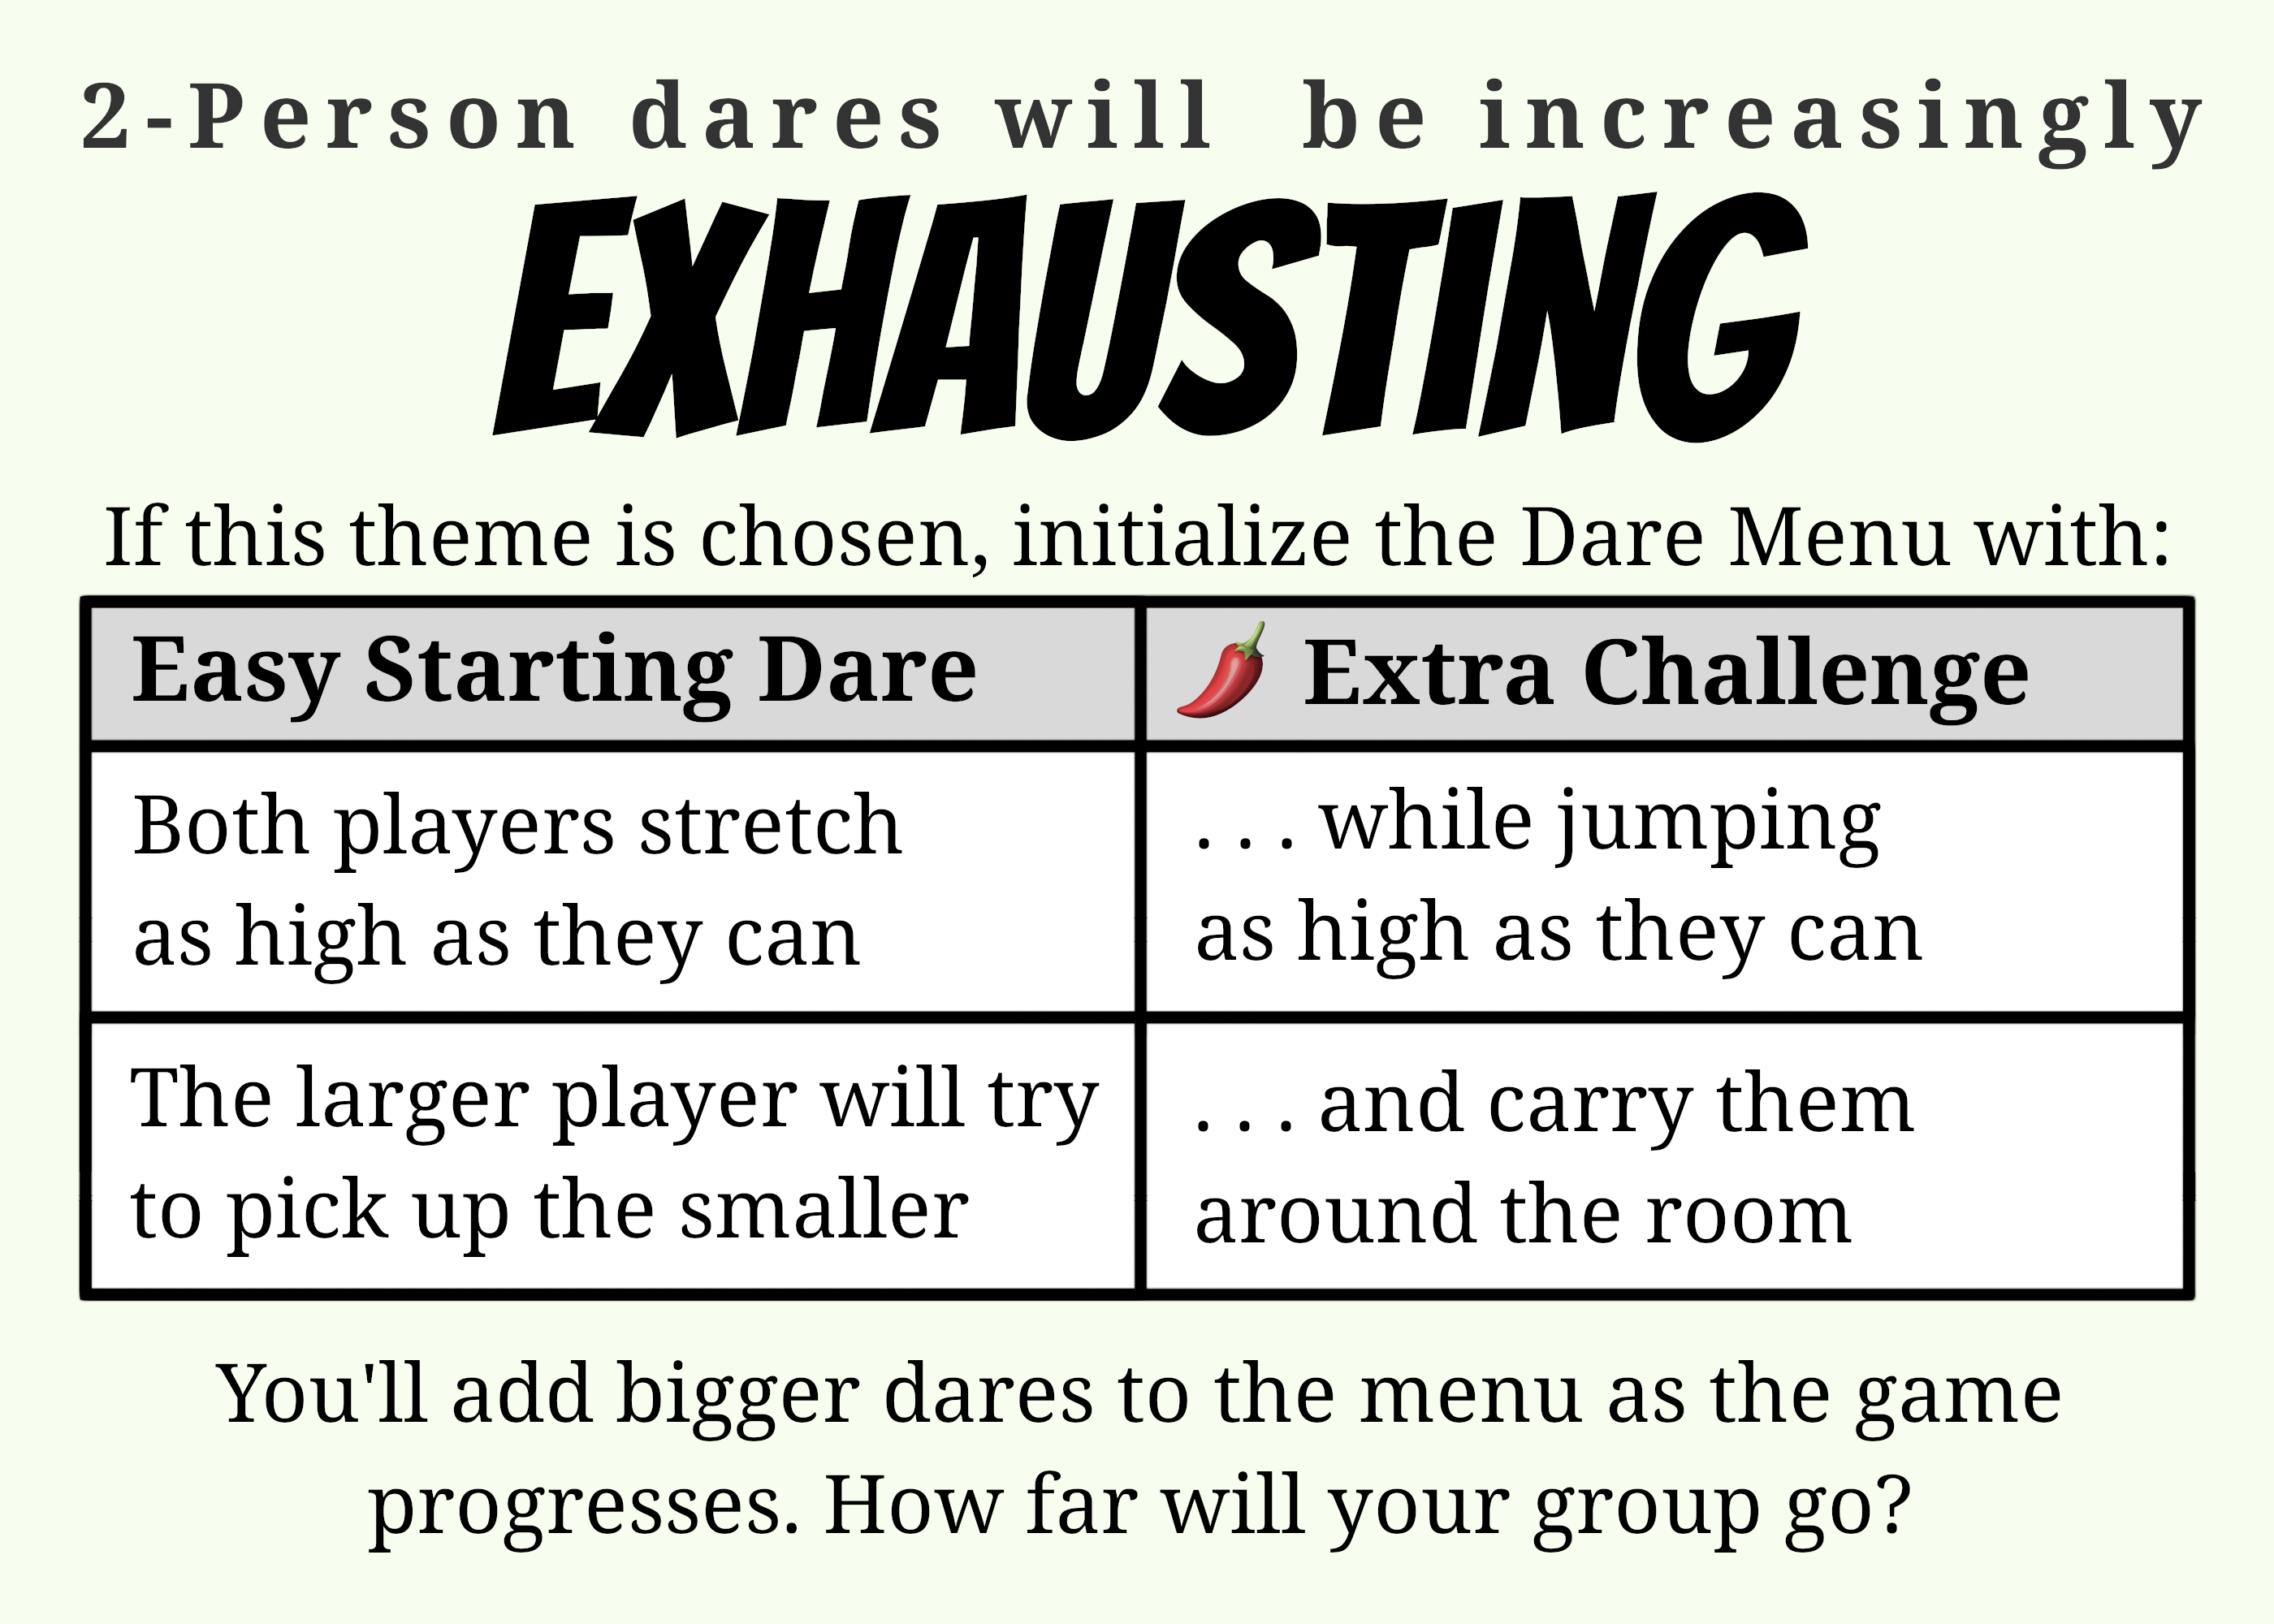 2-Person dares will be increasingly
EXHAUSTING
If this theme is chosen, initialize the Dare Menu with:
Easy Starting Dare
🌶️ Extra Challenge
Both players stretch
as high as they can
. . . while jumping
as high as they can
The larger player will try
to pick up the smaller
. . . and carry them
around the room
You'll add bigger dares to the menu as the game
progresses. How far will your group go?